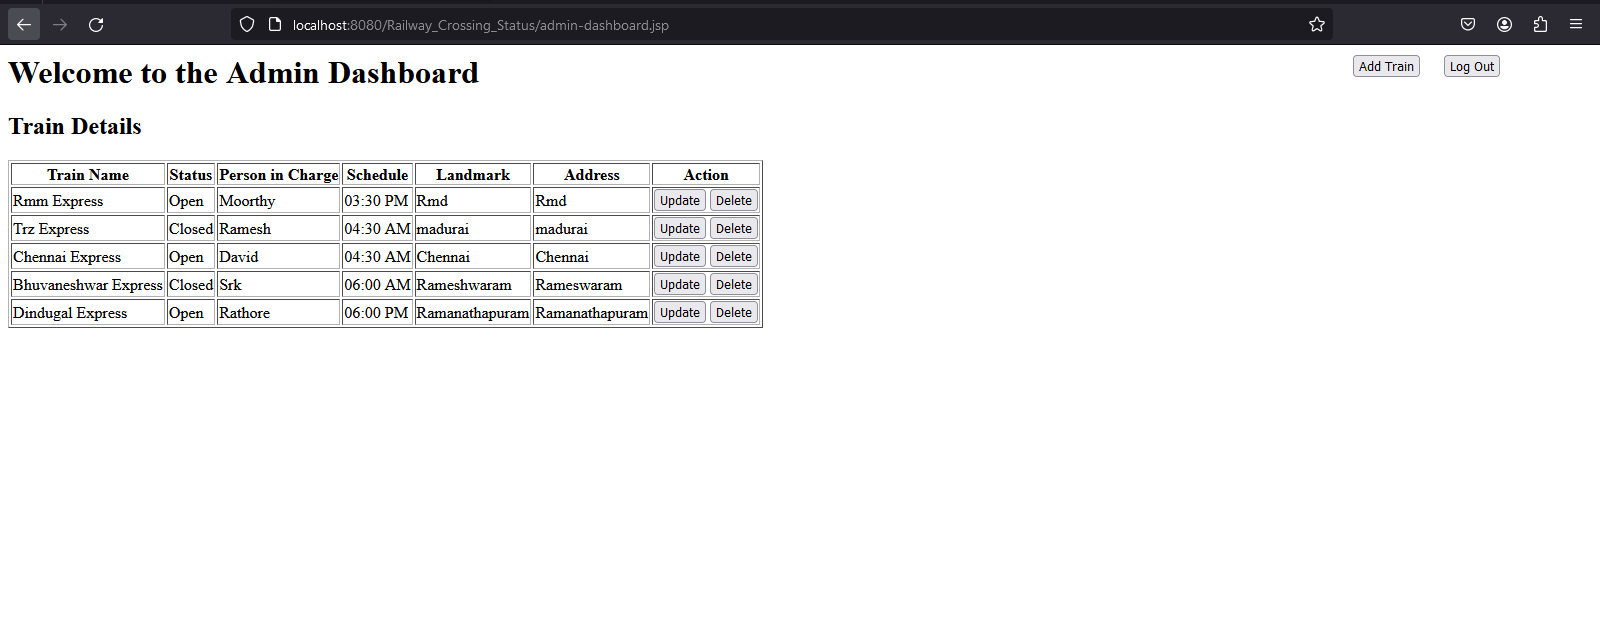 localhost:8080/Railway_Crossing_Status/admin-dashboard.jsp
Welcome to the Admin Dashboard
Add Train Log Out
Train Details
Train Name Status Person in Charge Schedule Landmark Address Action
Rmm Express Open Moorthy 03:30 PM Rmd Rmd Update Delete
Trz Express Closed Ramesh 04:30 AM madurai madurai Update Delete
Chennai Express Open David 04:30 AM Chennai Chennai Update Delete
Bhuvaneshwar Express Closed Srk 06:00 AM Rameshwaram Rameswaram Update Delete
Dindugal Express Open Rathore 06:00 PM Ramanathapuram Ramanathapuram Update Delete